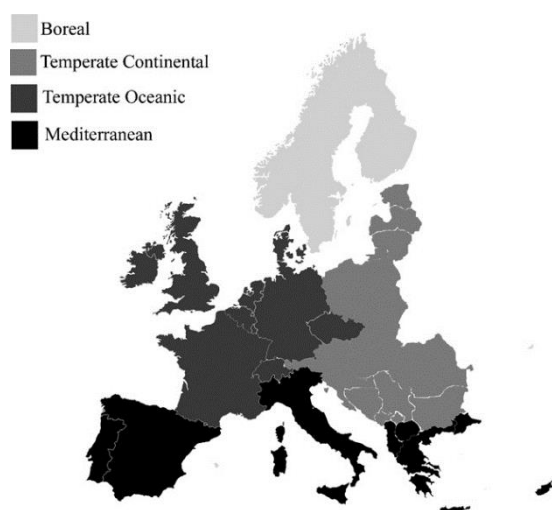 Boreal
Temperate Continental
Temperate Oceanic
Mediterranean